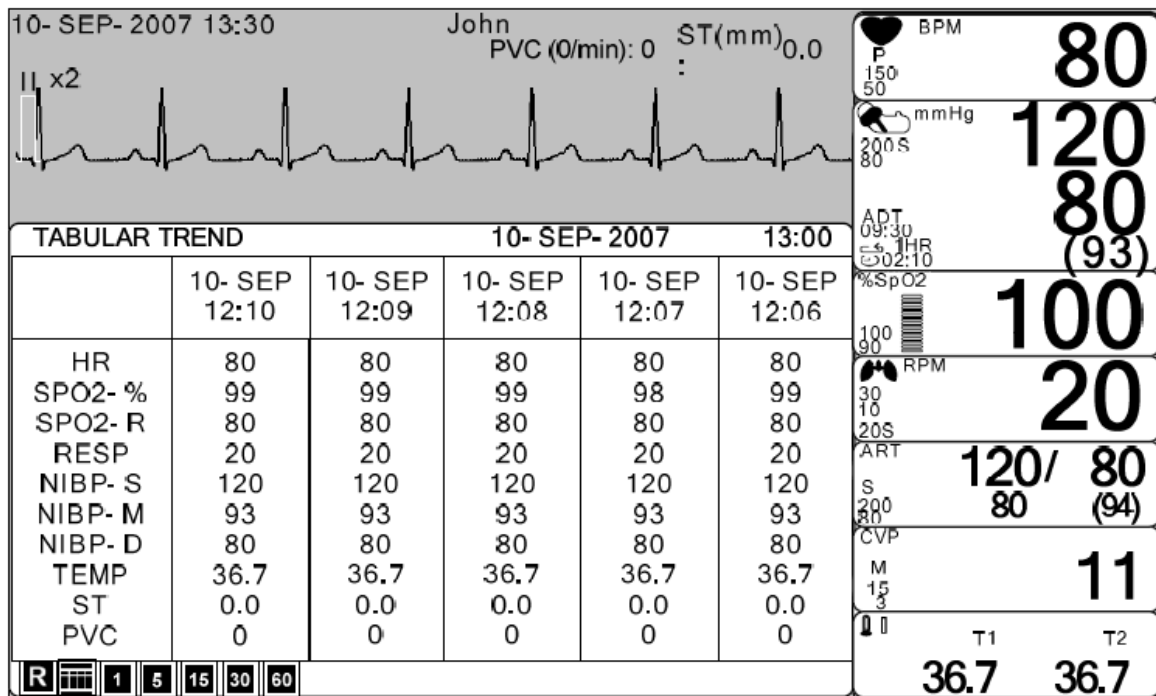 10- SEP- 2007 13:30 John
PVC (0/min): 0 ST(mm) 0.0
:
II x2
TABULAR TREND 10- SEP- 2007 13:00
10- SEP 10- SEP 10- SEP 10- SEP 10- SEP
12:10 12:09 12:08 12:07 12:06
HR 80 80 80 80 80
SPO2- % 99 99 99 98 99
SPO2- R 80 80 80 80 80
RESP 20 20 20 20 20
NIBP- S 120 120 120 120 120
NIBP- M 93 93 93 93 93
NIBP- D 80 80 80 80 80
TEMP 36.7 36.7 36.7 36.7 36.7
ST 0.0 0.0 0.0 0.0 0.0
PVC 0 0 0 0 0
R 1 5 15 30 60
BPM
P
150
50
80
mmHg
200 S
80
120
80
ADT
09:30
1HR
02:10
(93)
%SpO2
100
90
100
RPM
30
10
20S
20
ART
S
200
80
120/ 80
80 (94)
CVP
M
15
3
11
T1 T2
36.7 36.7